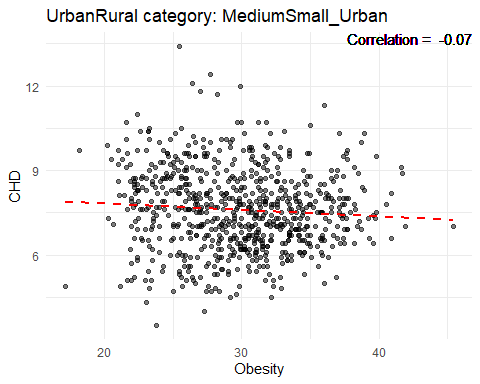 UrbanRural category: MediumSmall_Urban
Correlation = -0.07
12
9
6
CHD
20 30 40
Obesity